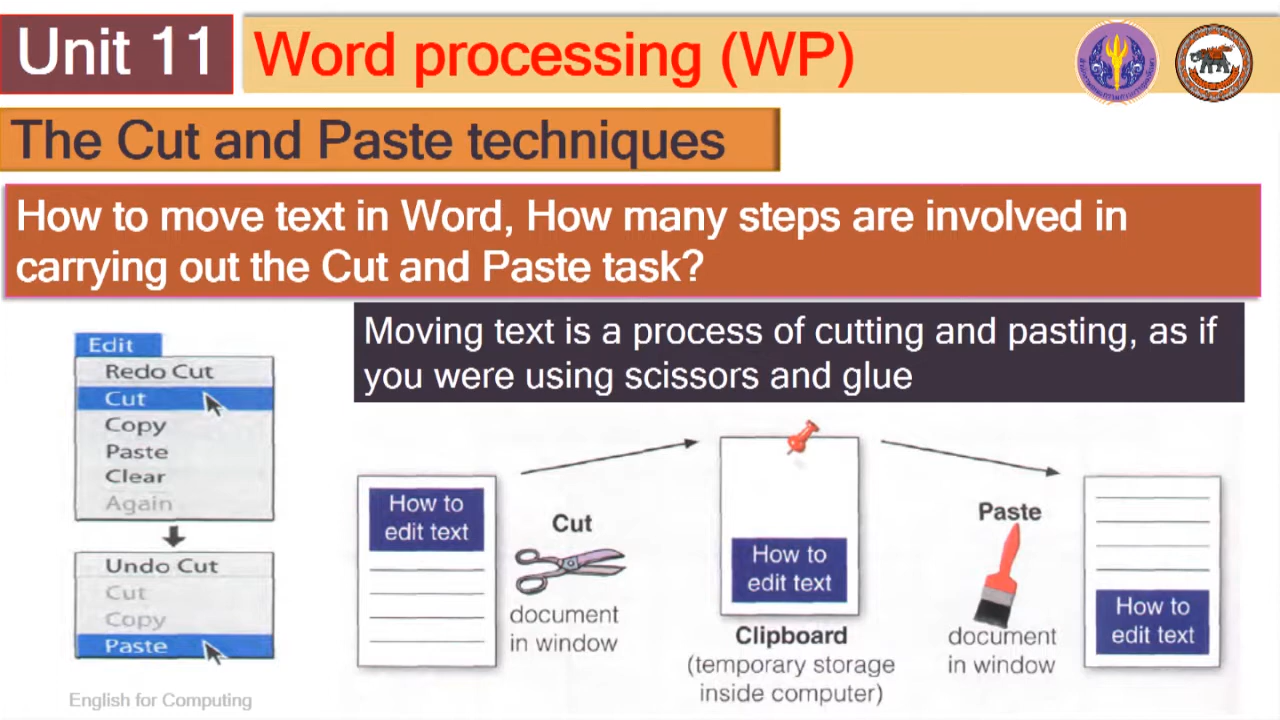 Unit 11
Word processing (WP)
The Cut and Paste techniques
How to move text in Word, How many steps are involved in
carrying out the Cut and Paste task?
Moving text is a process of cutting and pasting, as if
you were using scissors and glue
Edit
Redo Cut
Cut
Copy
Paste
Clear
Again
Undo Cut
Cut
Copy
Paste
How to
edit text
Cut
document
in window
How to
edit text
Clipboard
(temporary storage
inside computer)
Paste
document
in window
How to
edit text
English for Computing